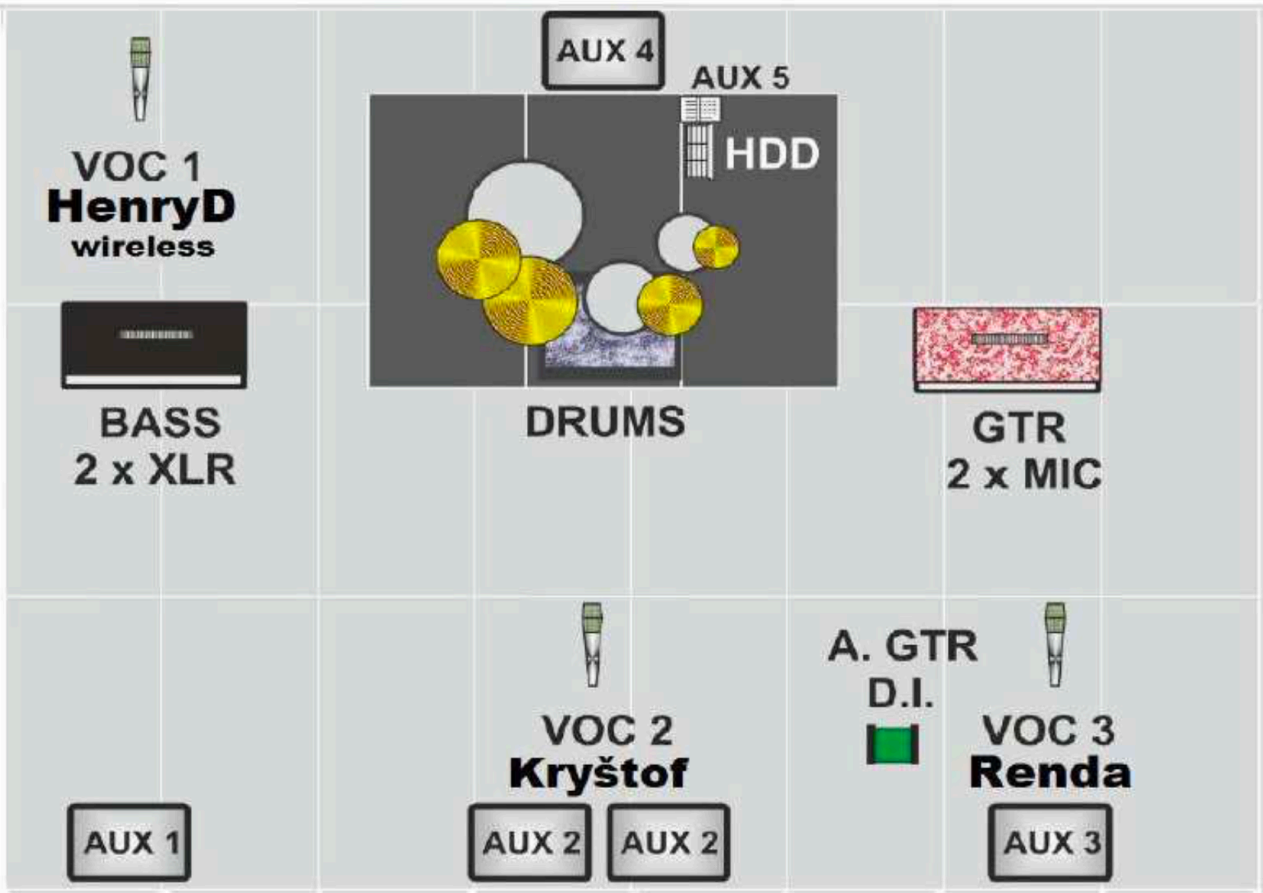 AUX 4
AUX 5
HDD
VOC 1
HenryD
wireless
BASS
2 x XLR
DRUMS
GTR
2 x MIC
A. GTR
D.I.
VOC 2
Kryštof
VOC 3
Renda
AUX 1
AUX 2
AUX 2
AUX 3